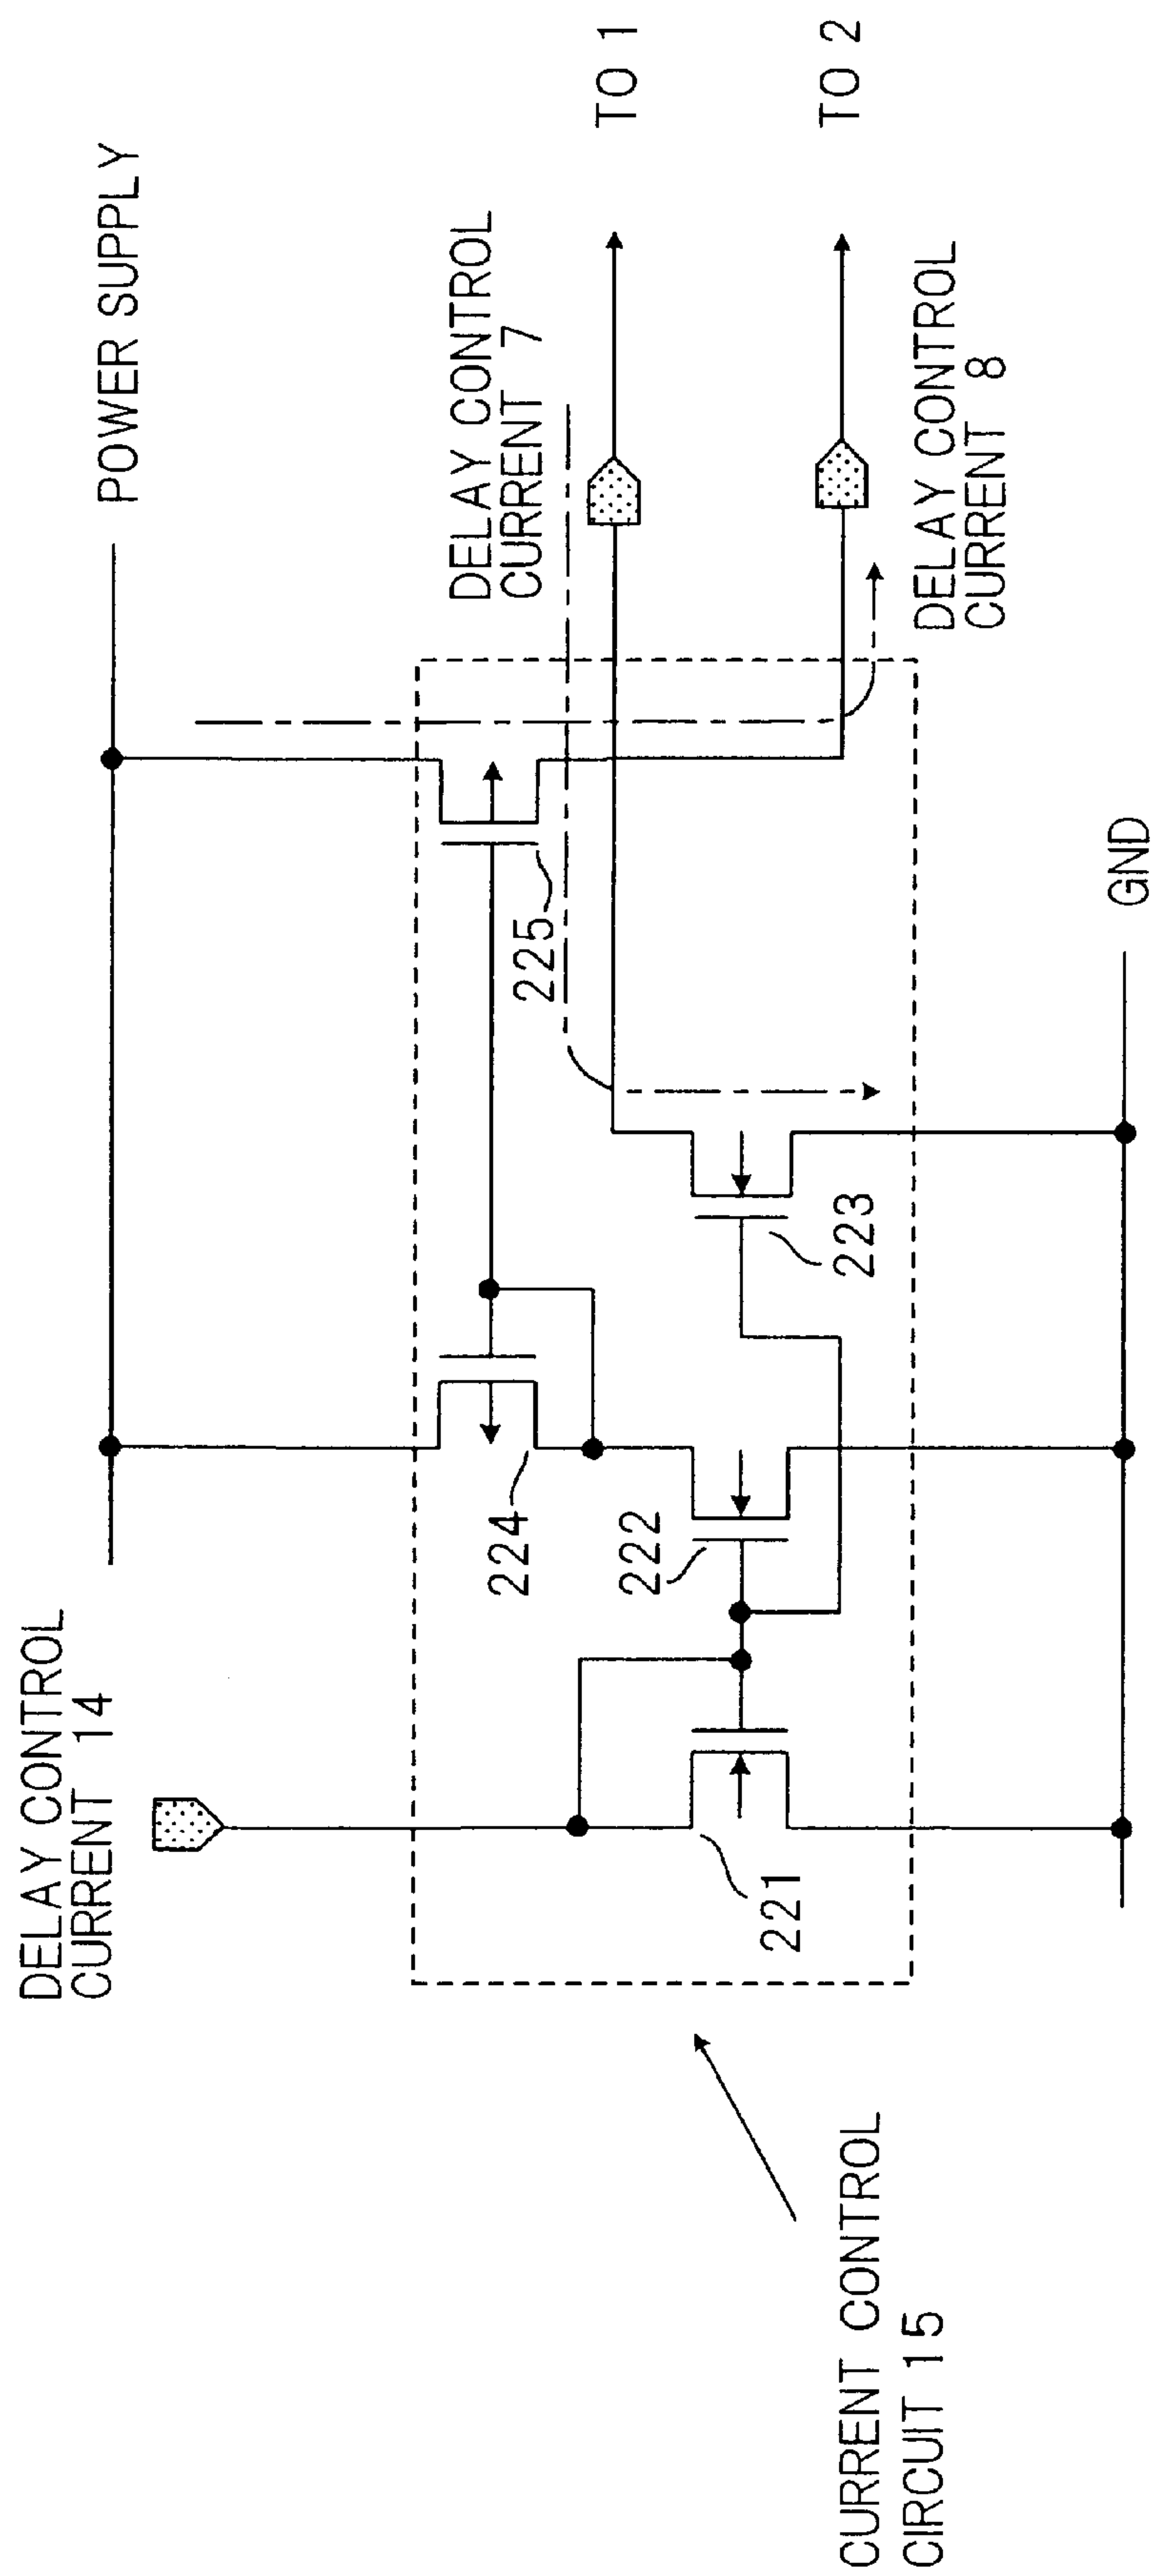 DELAY CONTROL
CURRENT 14
POWER SUPPLY
DELAY CONTROL
CURRENT 7
TO 1
TO 2
DELAY CONTROL
CURRENT 8
224
225
222
221
223
GND
CURRENT CONTROL
CIRCUIT 15